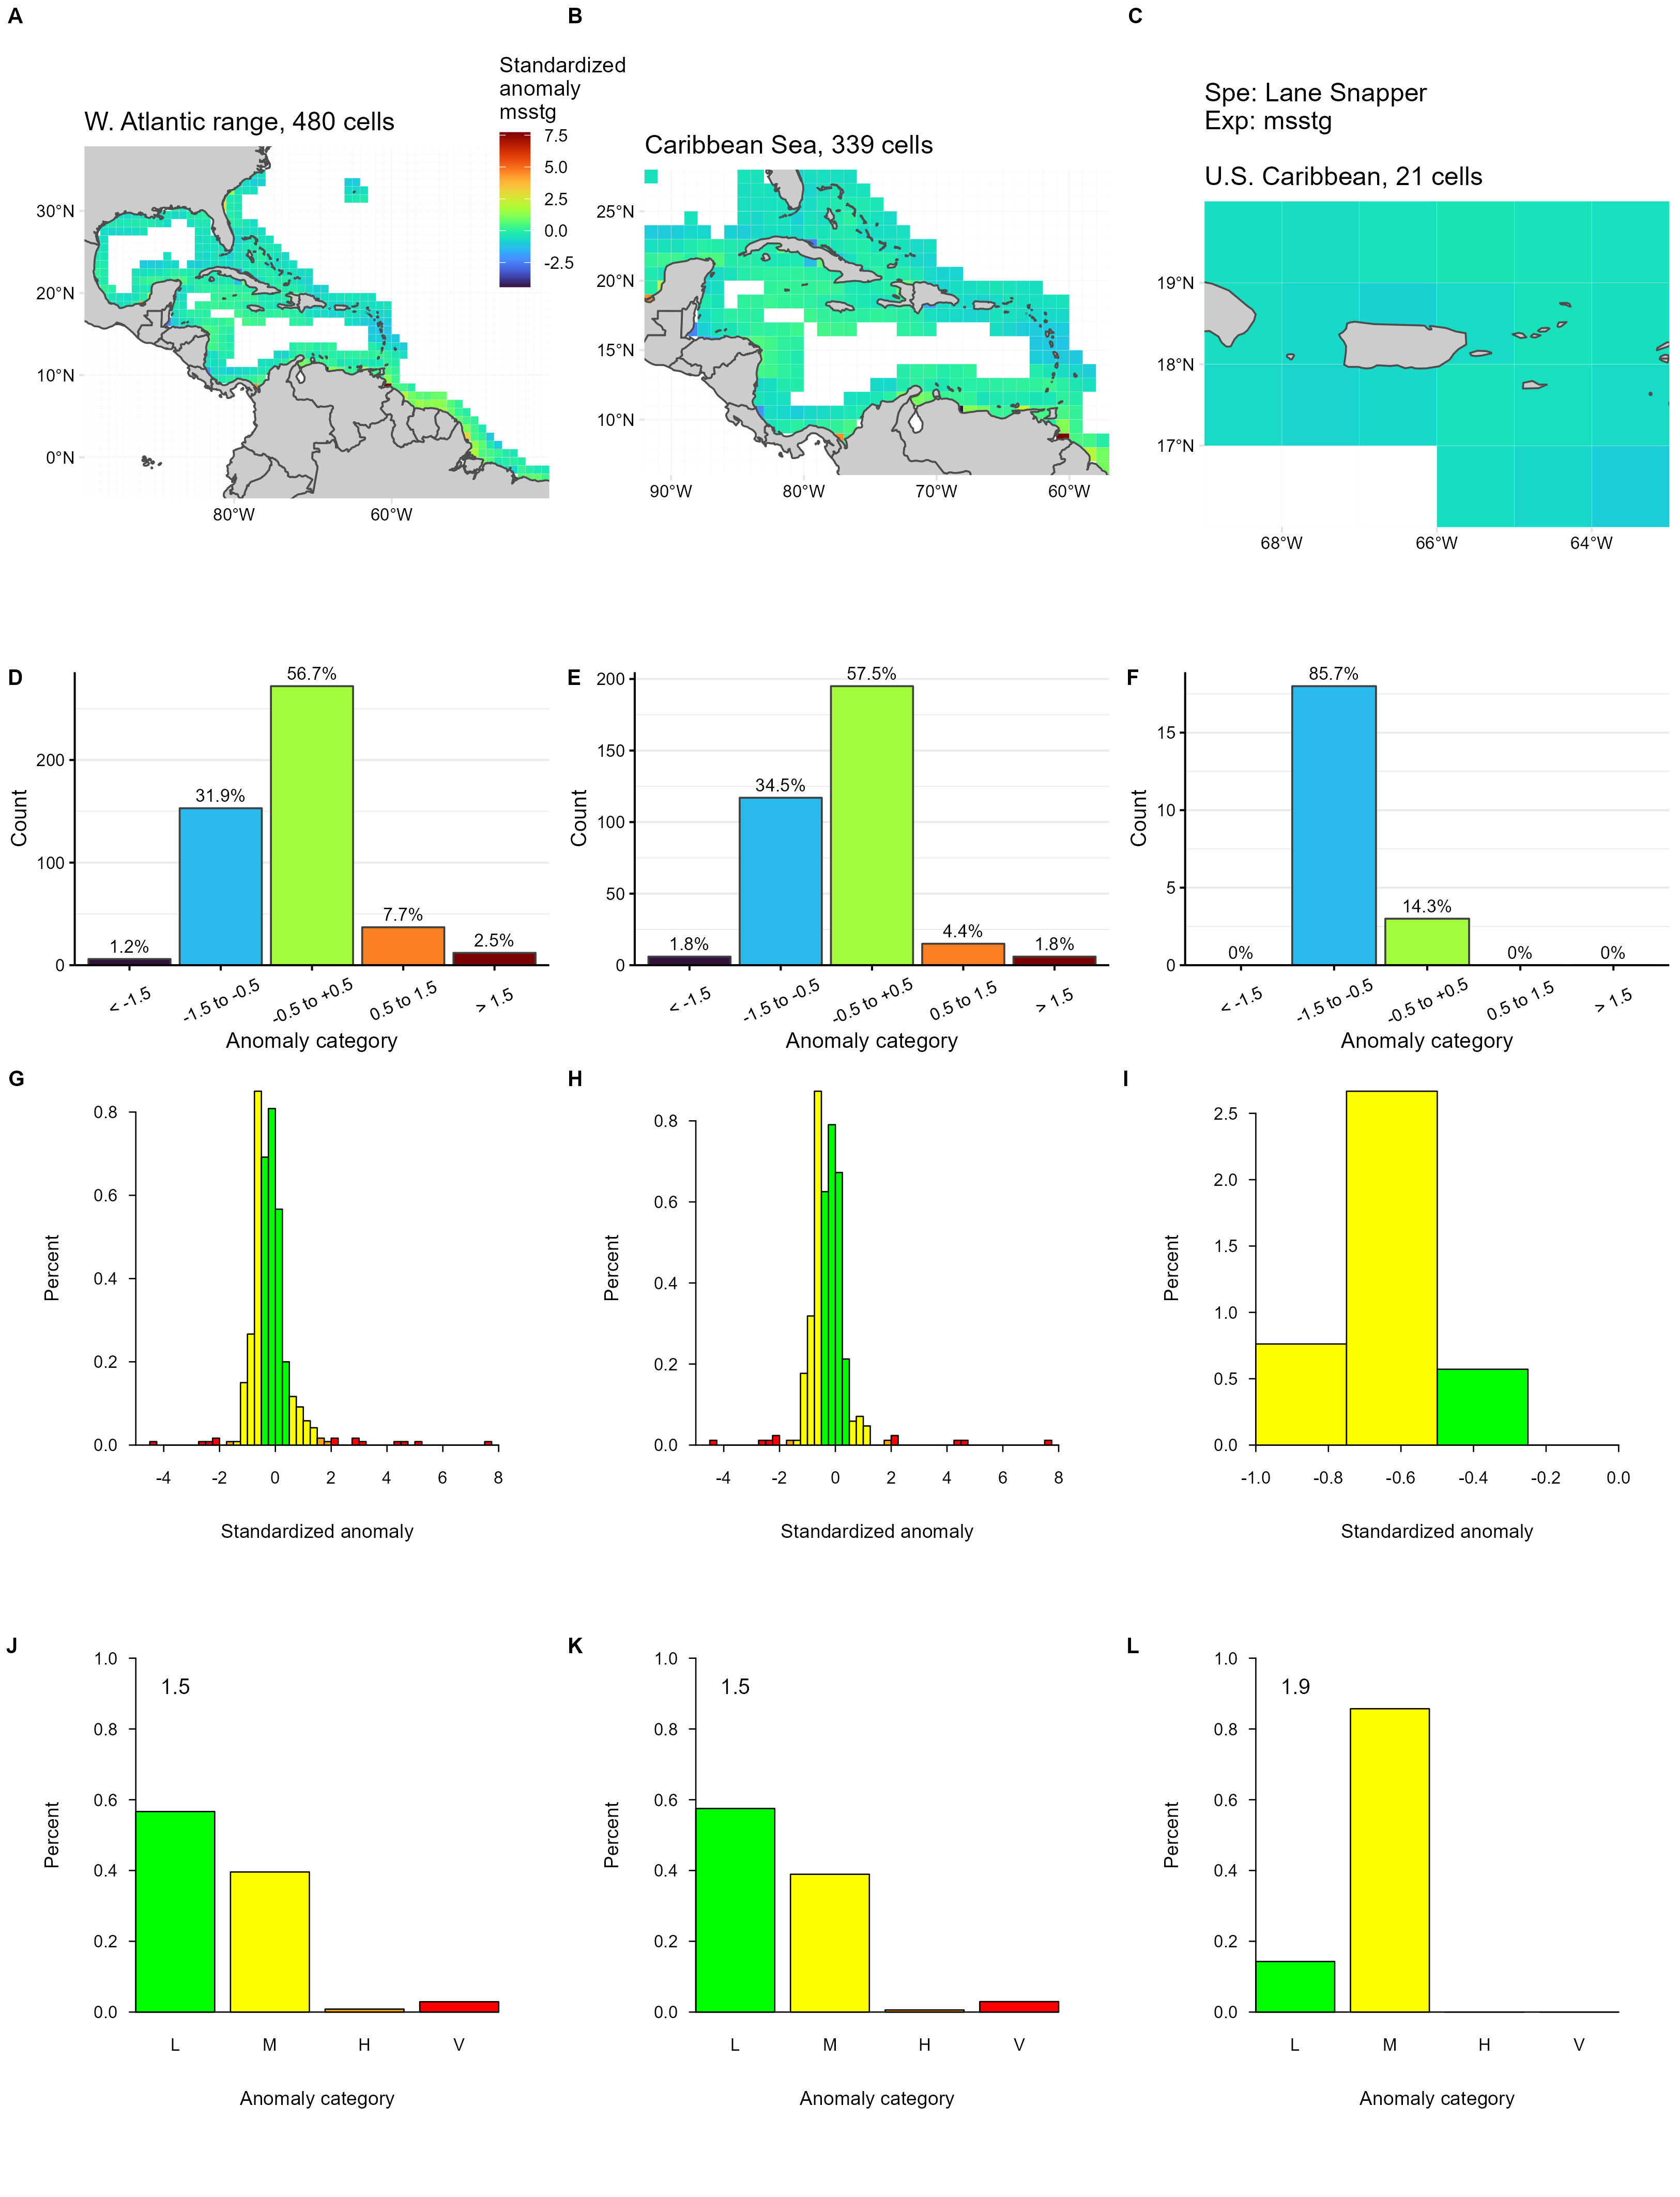 A
B
C
Standardized
anomaly
msstg
7.5
5.0
2.5
0.0
-2.5
W. Atlantic range, 480 cells
30°N
20°N
10°N
0°N
80°W
60°W
Caribbean Sea, 339 cells
25°N
20°N
15°N
10°N
90°W
80°W
70°W
60°W
Spe: Lane Snapper
Exp: msstg
U.S. Caribbean, 21 cells
19°N
18°N
17°N
68°W
66°W
64°W
D
Count
200
100
0
1.2%
31.9%
56.7%
7.7%
2.5%
< -1.5
-1.5 to -0.5
-0.5 to +0.5
0.5 to 1.5
> 1.5
Anomaly category
E
Count
200
150
100
50
0
1.8%
34.5%
57.5%
4.4%
1.8%
< -1.5
-1.5 to -0.5
-0.5 to +0.5
0.5 to 1.5
> 1.5
Anomaly category
F
Count
15
10
5
0
0%
85.7%
14.3%
0%
0%
< -1.5
-1.5 to -0.5
-0.5 to +0.5
0.5 to 1.5
> 1.5
Anomaly category
G
Percent
0.8
0.6
0.4
0.2
0.0
-4
-2
0
2
4
6
8
Standardized anomaly
H
Percent
0.8
0.6
0.4
0.2
0.0
-4
-2
0
2
4
6
8
Standardized anomaly
I
Percent
2.5
2.0
1.5
1.0
0.5
0.0
-1.0
-0.8
-0.6
-0.4
-0.2
0.0
Standardized anomaly
J
Percent
1.0
0.8
0.6
0.4
0.2
0.0
1.5
L
M
H
V
Anomaly category
K
Percent
1.0
0.8
0.6
0.4
0.2
0.0
1.5
L
M
H
V
Anomaly category
L
Percent
1.0
0.8
0.6
0.4
0.2
0.0
1.9
L
M
H
V
Anomaly category